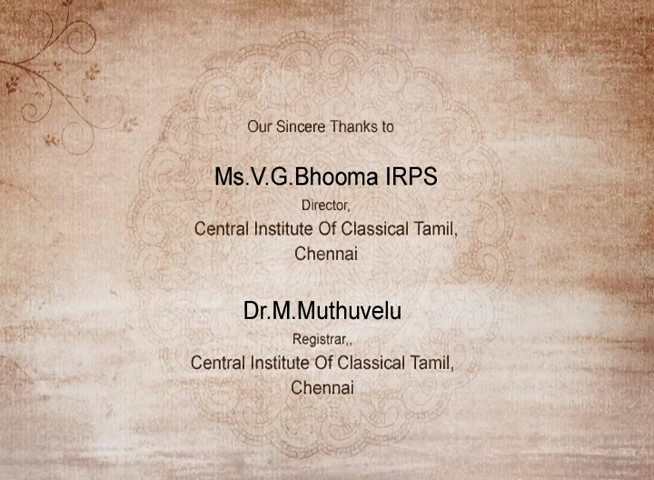 Our Sincere Thanks to
Ms.V.G.Bhooma IRPS
Director,
Central Institute Of Classical Tamil,
Chennai
Dr.M.Muthuvelu
Registrar,,
Central Institute Of Classical Tamil,
Chennai